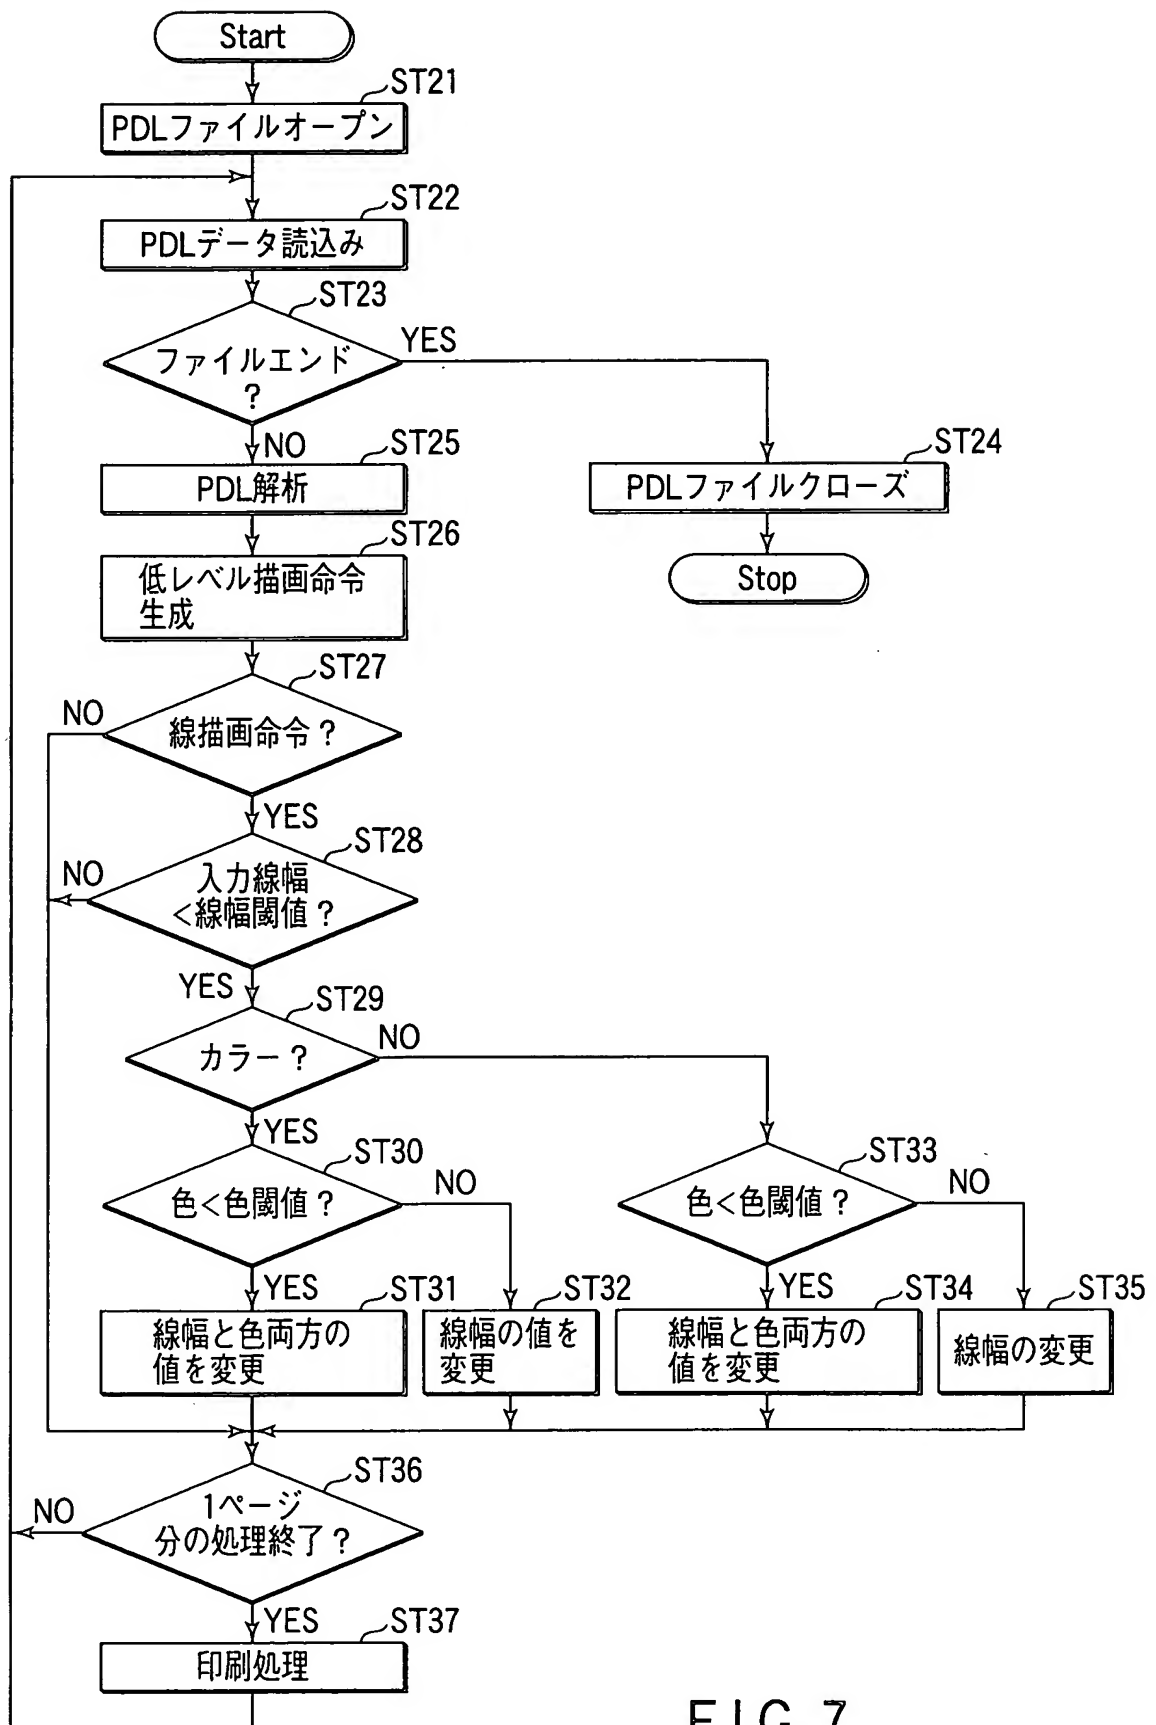 Start
ST21
PDLファイルオープン
ST22
PDLデータ読込み
ST23
ファイルエンド
?
YES
NO
ST25
PDL解析
ST24
PDLファイルクローズ
Stop
ST26
低レベル描画命令
生成
ST27
NO
線描画命令?
YES
ST28
NO
入力線幅
<線幅閾値?
YES
ST29
カラー?
NO
YES
ST30
色<色閾値?
NO
ST33
色<色閾値?
NO
YES
ST31
線幅と色両方の
値を変更
ST32
線幅の値を
変更
YES
ST34
線幅と色両方の
値を変更
ST35
線幅の変更
ST36
NO
1ページ
分の処理終了?
YES
ST37
印刷処理
FIG. 7